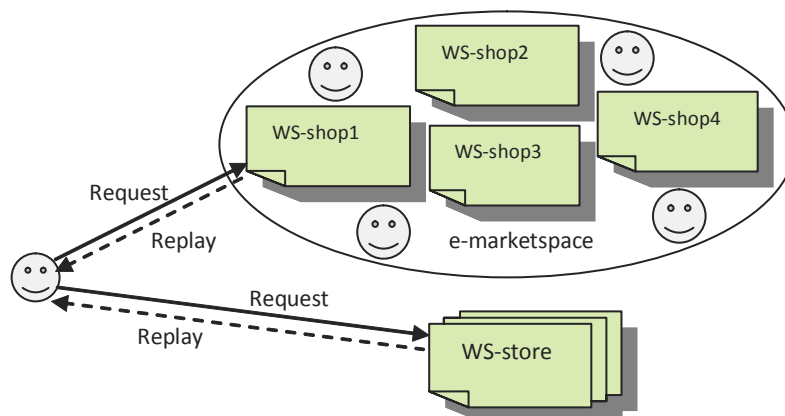 WS-shop2
WS-shop1
WS-shop4
WS-shop3
Request
Replay
e-marketspace
Request
Replay
WS-store